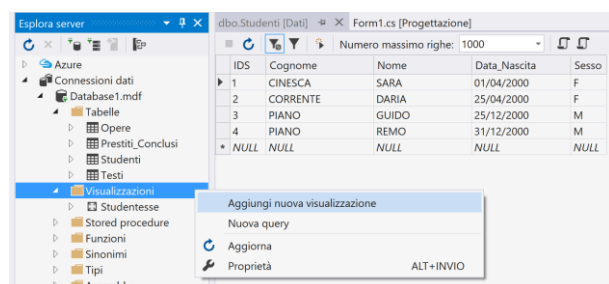 Esplora server
dbo.Studenti [Dati]
Form1.cs [Progettazione]
Numero massimo righe: 1000
Azure
Connessioni dati
Database1.mdf
Tabelle
Opere
Prestiti_Conclusi
Studenti
Testi
Visualizzazioni
Studentesse
Stored procedure
Funzioni
Sinonimi
Tipi
IDS Cognome Nome Data_Nascita Sesso
1 CINESCA SARA 01/04/2000 F
2 CORRENTE DARIA 25/04/2000 F
3 PIANO GUIDO 25/12/2000 M
4 PIANO REMO 31/12/2000 M
NULL NULL NULL NULL NULL
Aggiungi nuova visualizzazione
Nuova query
Aggiorna
Proprietà ALT+INVIO